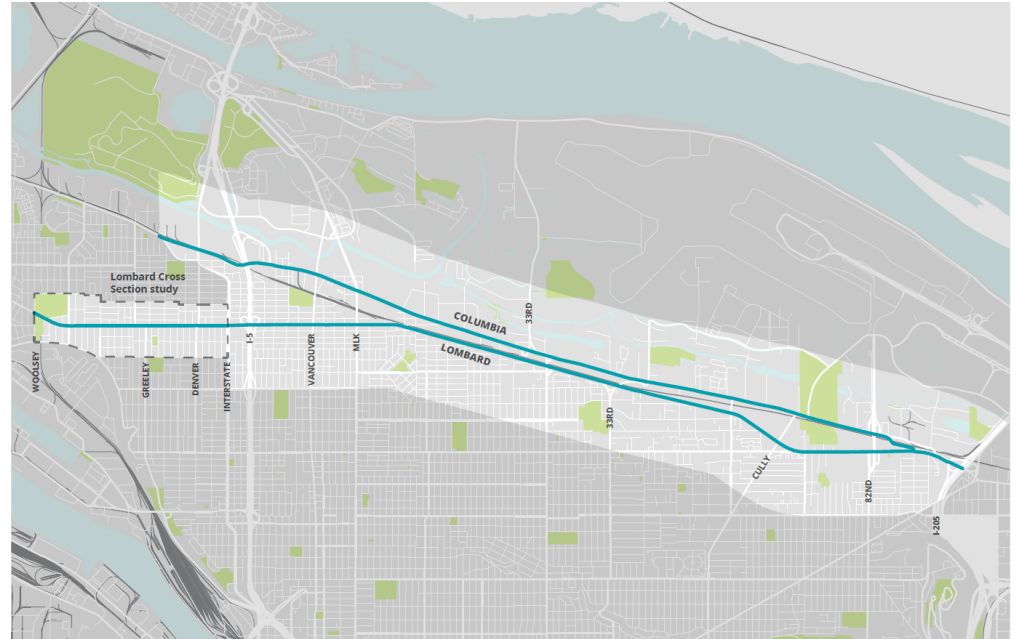 Lombard Cross
Section study
COLUMBIA
LOMBARD
33RD
33RD
WOOLSEY
GREELEY
DENVER
INTERSTATE
I-5
VANCOUVER
MLK
CULLY
82ND
I-205